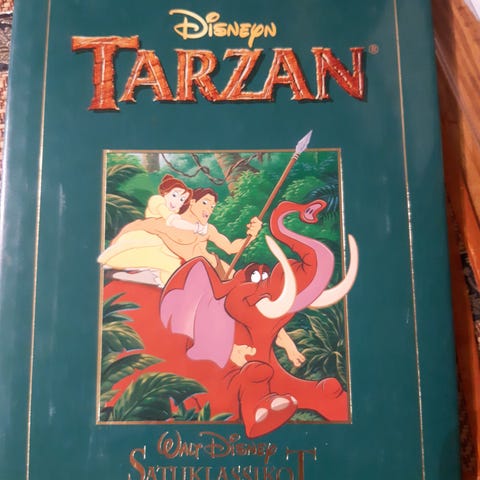 Disneyn
TARZAN®
Walt Disney
SATUKLASSIKOT